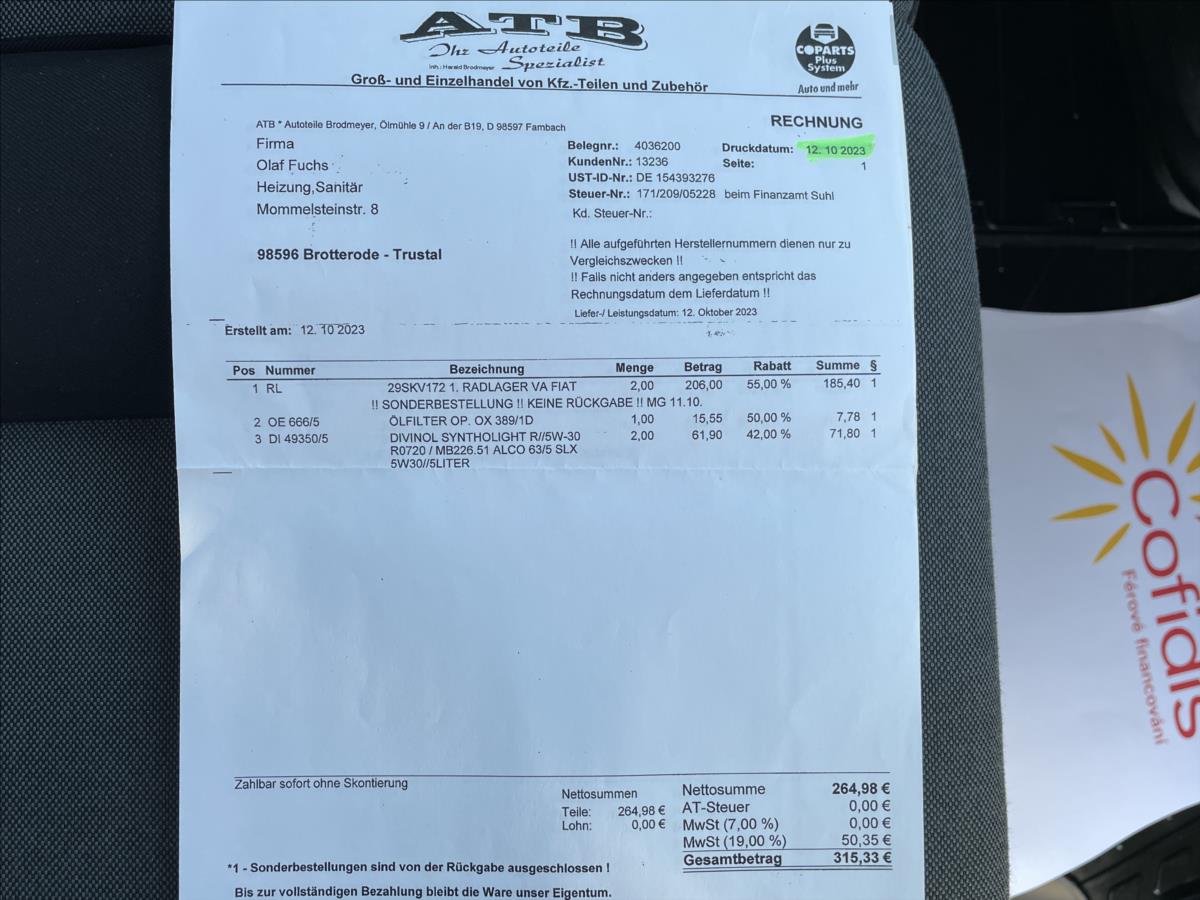 ATB
Ihr Autoteile
Inh.: Harald Brodmeyer Spezialist
Groß- und Einzelhandel von Kfz.-Teilen und Zubehör
COPARTS
Plus
System
Auto und mehr
RECHNUNG
ATB * Autoteile Brodmeyer, Ölmühle 9 / An der B19, D 98597 Fambach
Firma
Olaf Fuchs
Heizung,Sanitär
Mommelsteinstr. 8
98596 Brotterode - Trustal
Belegnr.: 4036200 Druckdatum: 12. 10 2023
KundenNr.: 13236 Seite: 1
UST-ID-Nr.: DE 154393276
Steuer-Nr.: 171/209/05228 beim Finanzamt Suhl
Kd. Steuer-Nr.:
!! Alle aufgeführten Herstellernummern dienen nur zu
Vergleichszwecken !!
!! Falls nicht anders angegeben entspricht das
Rechnungsdatum dem Lieferdatum !!
Liefer-/ Leistungsdatum: 12. Oktober 2023
Erstellt am: 12. 10 2023
Pos Nummer Bezeichnung Menge Betrag Rabatt Summe §
1 RL 29SKV172 1. RADLAGER VA FIAT 2,00 206,00 55,00 % 185,40 1
!! SONDERBESTELLUNG !! KEINE RÜCKGABE !! MG 11.10.
2 OE 666/5 ÖLFILTER OP. OX 389/1D 1,00 15,55 50,00 % 7,78 1
3 DI 49350/5 DIVINOL SYNTHOLIGHT R//5W-30 2,00 61,90 42,00 % 71,80 1
R0720 / MB226.51 ALCO 63/5 SLX
5W30//5LITER
Zahlbar sofort ohne Skontierung
Nettosummen
Teile: 264,98 €
Lohn: 0,00 €
Nettosumme 264,98 €
AT-Steuer 0,00 €
MwSt (7,00 %) 0,00 €
MwSt (19,00 %) 50,35 €
Gesamtbetrag 315,33 €
*1 - Sonderbestellungen sind von der Rückgabe ausgeschlossen !
Bis zur vollständigen Bezahlung bleibt die Ware unser Eigentum.
Cofidis
Férové financování